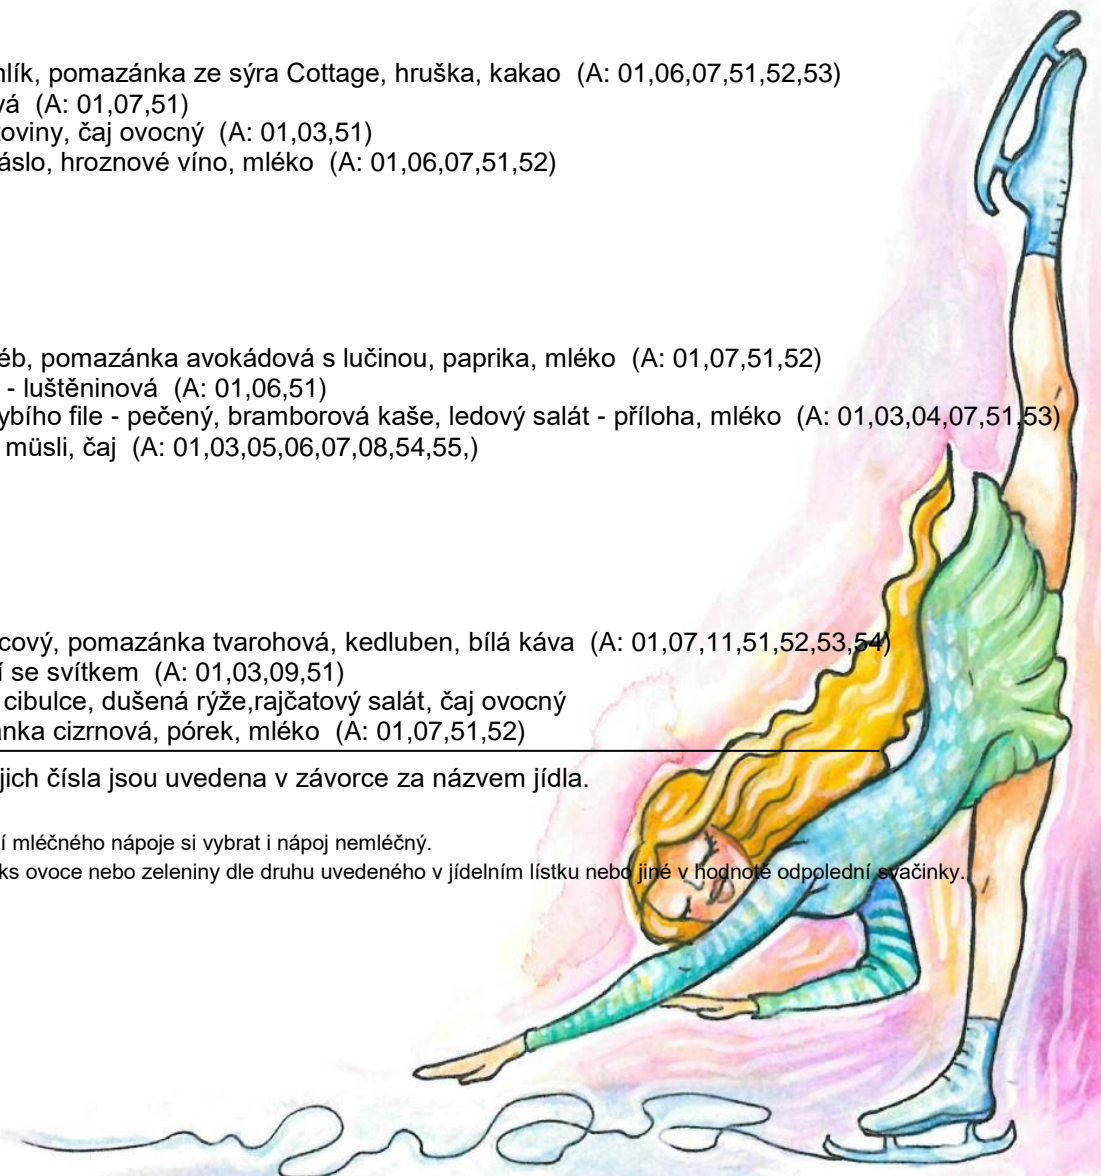 lík, pomazánka ze sýra Cottage, hruška, kakao (A: 01,06,07,51,52,53)
vá (A: 01,07,51)
toviny, čaj ovocný (A: 01,03,51)
áslo, hroznové víno, mléko (A: 01,06,07,51,52)
éb, pomazánka avokádová s lučinou, paprika, mléko (A: 01,07,51,52)
- luštěninová (A: 01,06,51)
ybího file - pečený, bramborová kaše, ledový salát - příloha, mléko (A: 01,03,04,07,51,53)
müsli, čaj (A: 01,03,05,06,07,08,54,55,)
cový, pomazánka tvarohová, kedluben, bílá káva (A: 01,07,11,51,52,53,54)
í se svítkem (A: 01,03,09,51)
cibulce, dušená rýže,rajčatový salát, čaj ovocný
nka cizrnová, pórek, mléko (A: 01,07,51,52)
jich čísla jsou uvedena v závorce za názvem jídla.
í mléčného nápoje si vybrat i nápoj nemléčný.
ks ovoce nebo zeleniny dle druhu uvedeného v jídelním lístku nebo jiné v hodnotě odpolední svačinky.